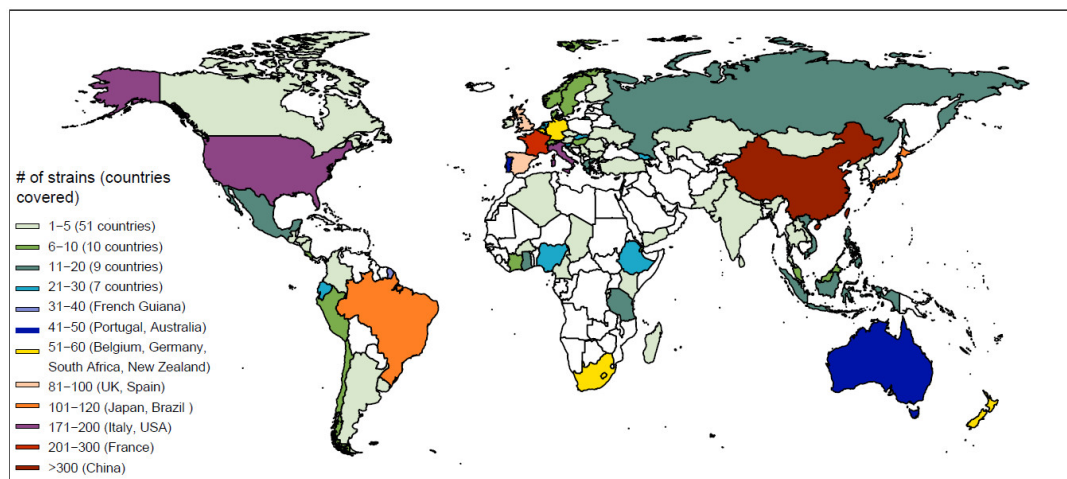 # of strains (countries
covered)
1−5 (51 countries)
6−10 (10 countries)
11−20 (9 countries)
21−30 (7 countries)
31−40 (French Guiana)
41−50 (Portugal, Australia)
51−60 (Belgium, Germany,
South Africa, New Zealand)
81−100 (UK, Spain)
101−120 (Japan, Brazil )
171−200 (Italy, USA)
201−300 (France)
>300 (China)